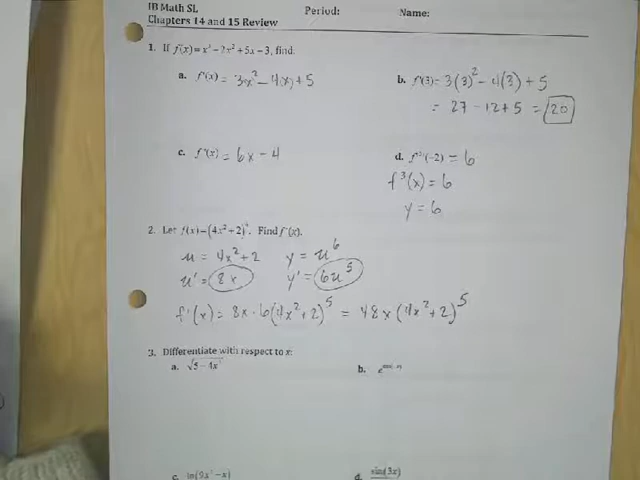 IB Math SL Period: Name:
Chapters 14 and 15 Review
1. If f(x) = x³ − 2x² + 5x − 3, find.
a. f'(x) = 3x² − 4(x) + 5
b. f'(3) = 3(3)² − 4(3) + 5
= 27 − 12 + 5 = 20
c. f''(x) = 6x − 4
d. f⁽³⁾(−2) = 6
f³(x) = 6
y = 6
2. Let f(x) = (4x² + 2)⁶. Find f'(x).
u = 4x² + 2 y = u⁶
u' = 8x y' = 6u⁵
f'(x) = 8x · 6(4x² + 2)⁵ = 48x(4x² + 2)⁵
3. Differentiate with respect to x:
a.
b.
c.
d. sin(3x)